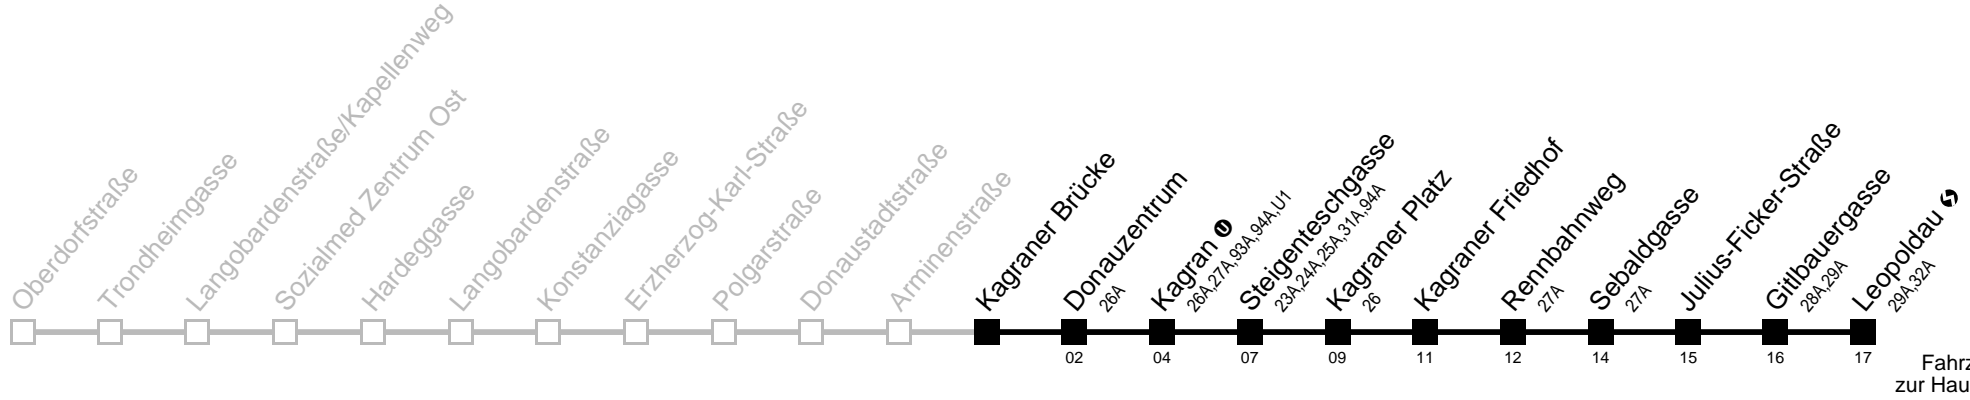 Oberdorfstraße
Trondheimgasse
Langobardenstraße/Kapellenweg
Sozialmed Zentrum Ost
Hardeggasse
Langobardenstraße
Konstanziagasse
Erzherzog-Karl-Straße
Polgarstraße
Donaustadtstraße
Arminenstraße
Kagraner Brücke
Donauzentrum
26A
Kagran U
26A,27A,93A,94A,U1
Steigenteschgasse
23A,24A,25A,31A,94A
Kagraner Platz
26
Kagraner Friedhof
Rennbahnweg
27A
Sebaldgasse
27A
Julius-Ficker-Straße
Gitlbauergasse
28A,29A
Leopoldau S
29A,32A
02
04
07
09
11
12
14
15
16
17
Fahrz
zur Hau